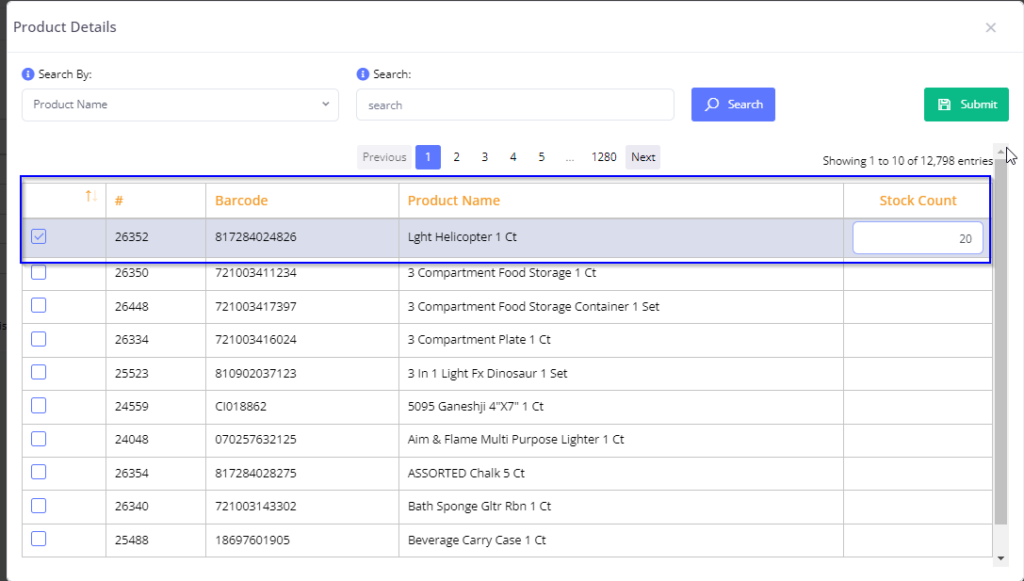 Product Details
Search By:
Search:
Product Name
search
Search
Submit
Previous 1 2 3 4 5 ... 1280 Next
Showing 1 to 10 of 12,798 entries
# Barcode Product Name Stock Count
26352 817284024826 Lght Helicopter 1 Ct 20
26350 721003411234 3 Compartment Food Storage 1 Ct
26448 721003417397 3 Compartment Food Storage Container 1 Set
26334 721003416024 3 Compartment Plate 1 Ct
25523 810902037123 3 In 1 Light Fx Dinosaur 1 Set
24559 CI018862 5095 Ganeshji 4"X7" 1 Ct
24048 070257632125 Aim & Flame Multi Purpose Lighter 1 Ct
26354 817284028275 ASSORTED Chalk 5 Ct
26340 721003143302 Bath Sponge Gltr Rbn 1 Ct
25488 18697601905 Beverage Carry Case 1 Ct